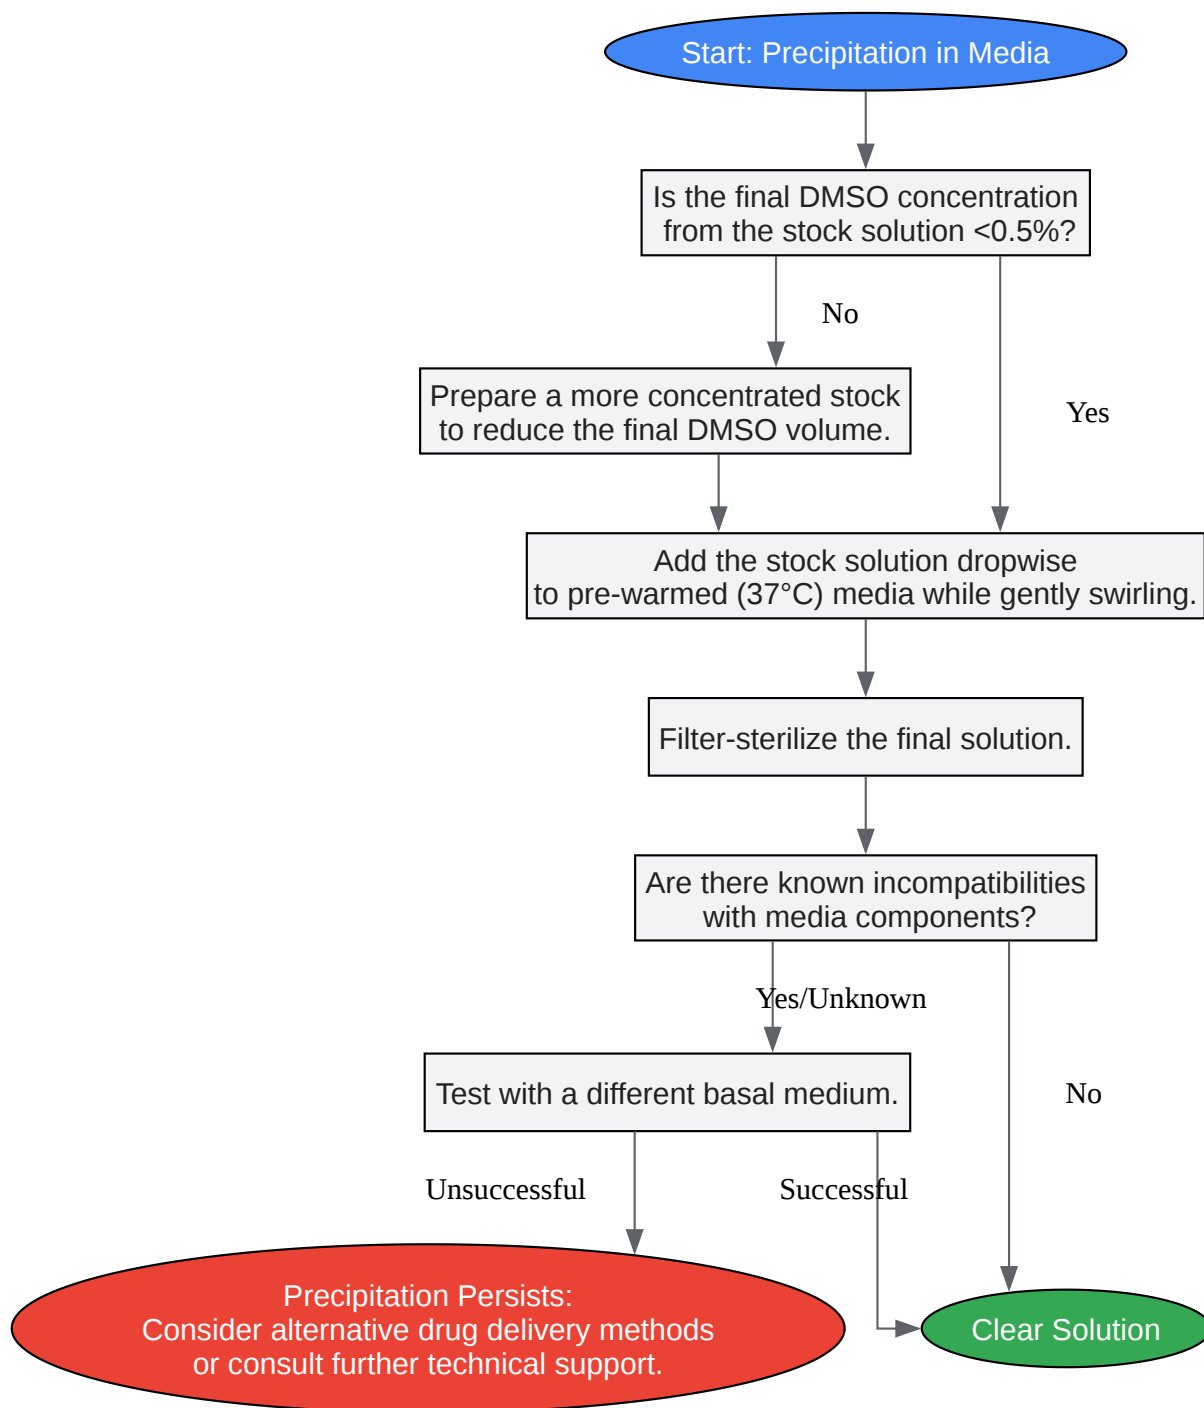 Start: Precipitation in Media
Is the final DMSO concentration
from the stock solution <0.5%?
No
Prepare a more concentrated stock
to reduce the final DMSO volume.
Yes
Add the stock solution dropwise
to pre-warmed (37°C) media while gently swirling.
Filter-sterilize the final solution.
Are there known incompatibilities
with media components?
Yes/Unknown
Test with a different basal medium.
No
Unsuccessful
Successful
Precipitation Persists:
Consider alternative drug delivery methods
or consult further technical support.
Clear Solution